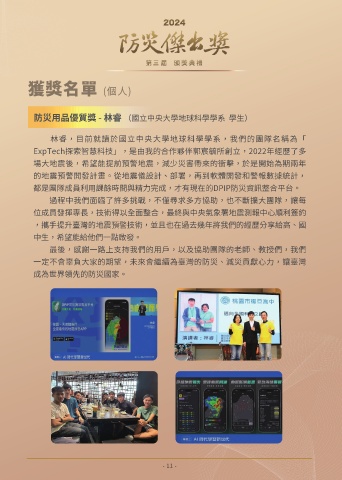 2024
防災傑出獎
第三屆 頒獎典禮
獲獎名單 (個人)
防災用品優質獎 - 林睿 (國立中央大學地球科學學系 學生)
林睿，目前就讀於國立中央大學地球科學學系，我們的團隊名稱為「
ExpTech探索智慧科技」，是由我的合作夥伴郭宸毓所創立，2022年經歷了多
場大地震後，希望能提前預警地震，減少災害帶來的衝擊，於是開始為期兩年
的地震預警開發計畫。從地震儀設計、部署，再到軟體開發和警報數據統計，
都是團隊成員利用課餘時間與精力完成，才有現在的DPIP防災資訊整合平台。
過程中我們面臨了許多挑戰，不僅尋求多方協助，也不斷擴大團隊，讓每
位成員發揮專長，技術得以全面整合，最終與中央氣象署地震測報中心順利簽約
，攜手提升臺灣的地震預警技術，並且也在過去幾年將我們的經歷分享給高、國
中生，希望能給他們一點啟發。
最後，感謝一路上支持我們的用戶，以及協助團隊的老師、教授們，我們
一定不會辜負大家的期望，未來會繼續為臺灣的防災、減災貢獻心力，讓臺灣
成為世界領先的防災國家。
桃園市復旦高中
演講者：林睿
- 11 -